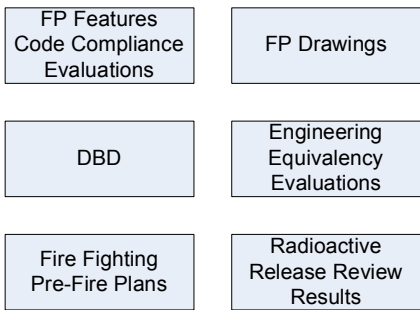 FP Features
Code Compliance
Evaluations
FP Drawings
DBD
Engineering
Equivalency
Evaluations
Fire Fighting
Pre-Fire Plans
Radioactive
Release Review
Results